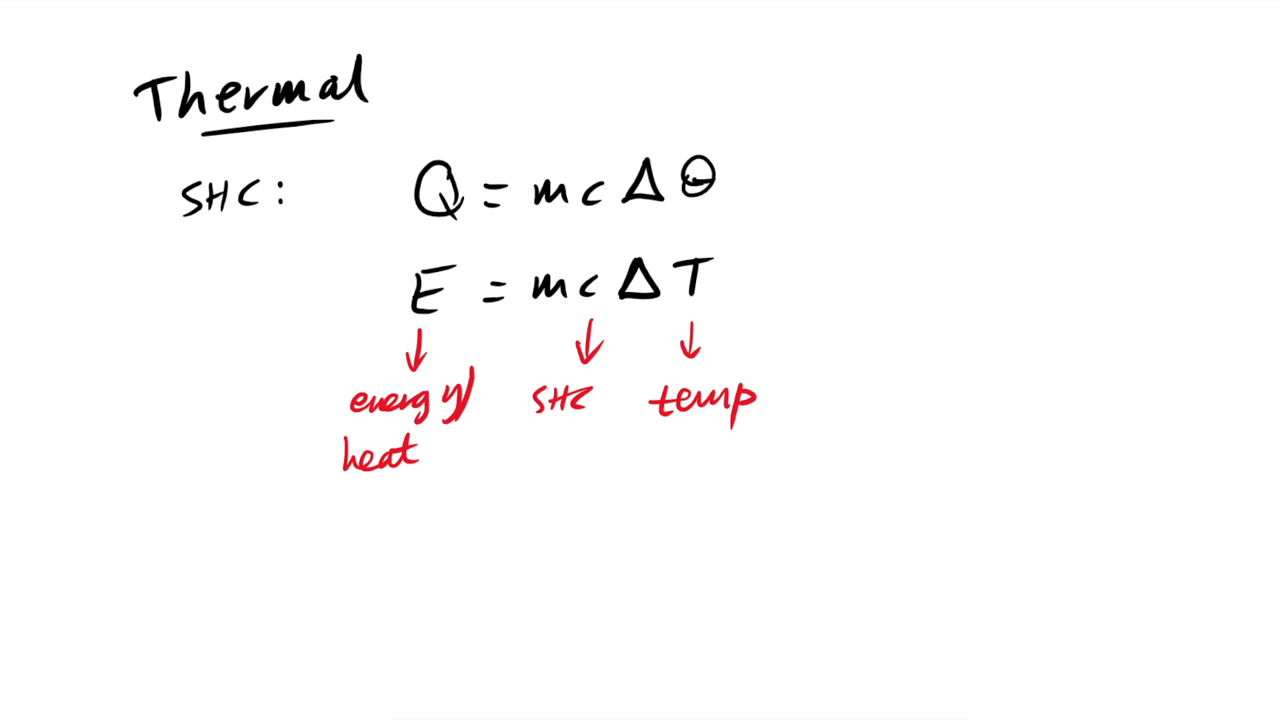 Thermal
SHC: Q = mcΔθ
E = mcΔT
↓ ↓ ↓
energy/ SHC temp
heat